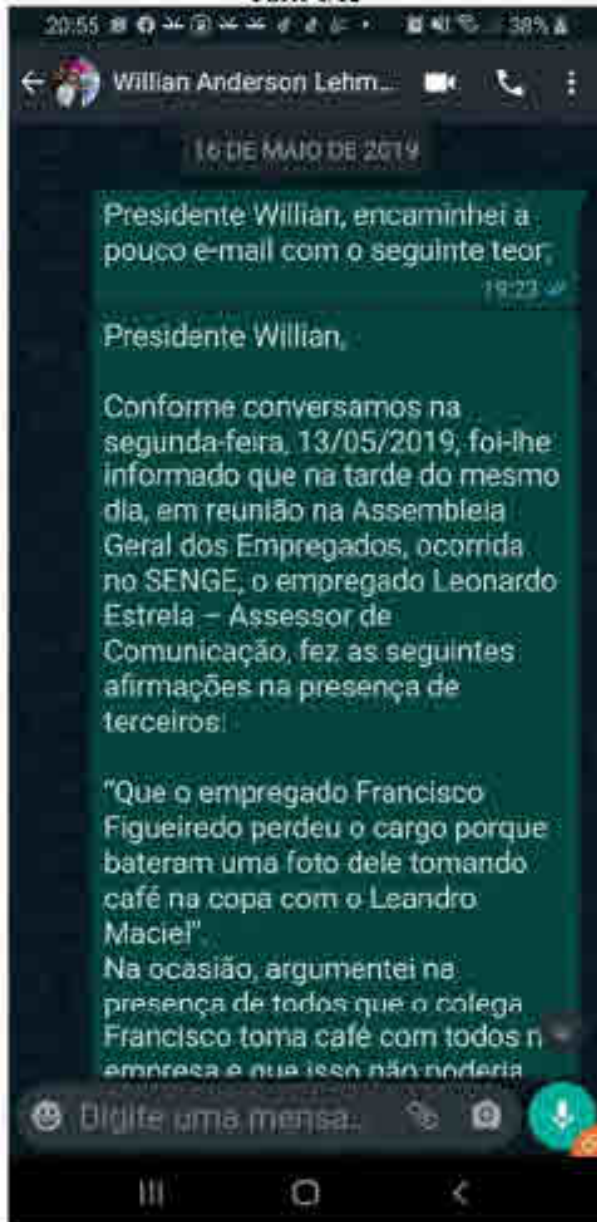 20:55
38%
Willian Anderson Lehm...
16 DE MAIO DE 2019
Presidente Willian, encaminhei a
pouco e-mail com o seguinte teor;
19:23
Presidente Willian,
Conforme conversamos na
segunda-feira, 13/05/2019, foi-lhe
informado que na tarde do mesmo
dia, em reunião na Assembleia
Geral dos Empregados, ocorrida
no SENGE, o empregado Leonardo
Estrela – Assessor de
Comunicação, fez as seguintes
afirmações na presença de
terceiros:
"Que o empregado Francisco
Figueiredo perdeu o cargo porque
bateram uma foto dele tomando
café na copa com o Leandro
Maciel".
Na ocasião, argumentei na
presença de todos que o colega
Francisco toma café com todos n
empresa e que isso não poderia
Digite uma mensa...